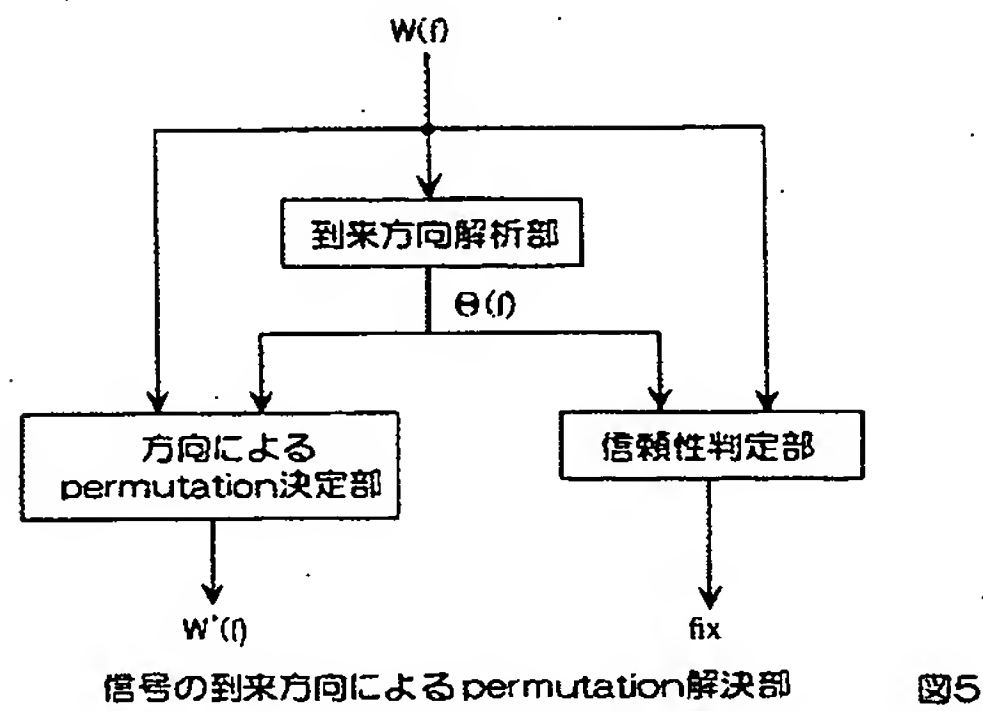 W(f)
到来方向解析部
Θ(f)
方向による
permutation決定部
信頼性判定部
W'(f)
fix
信号の到来方向によるpermutation解決部 図5